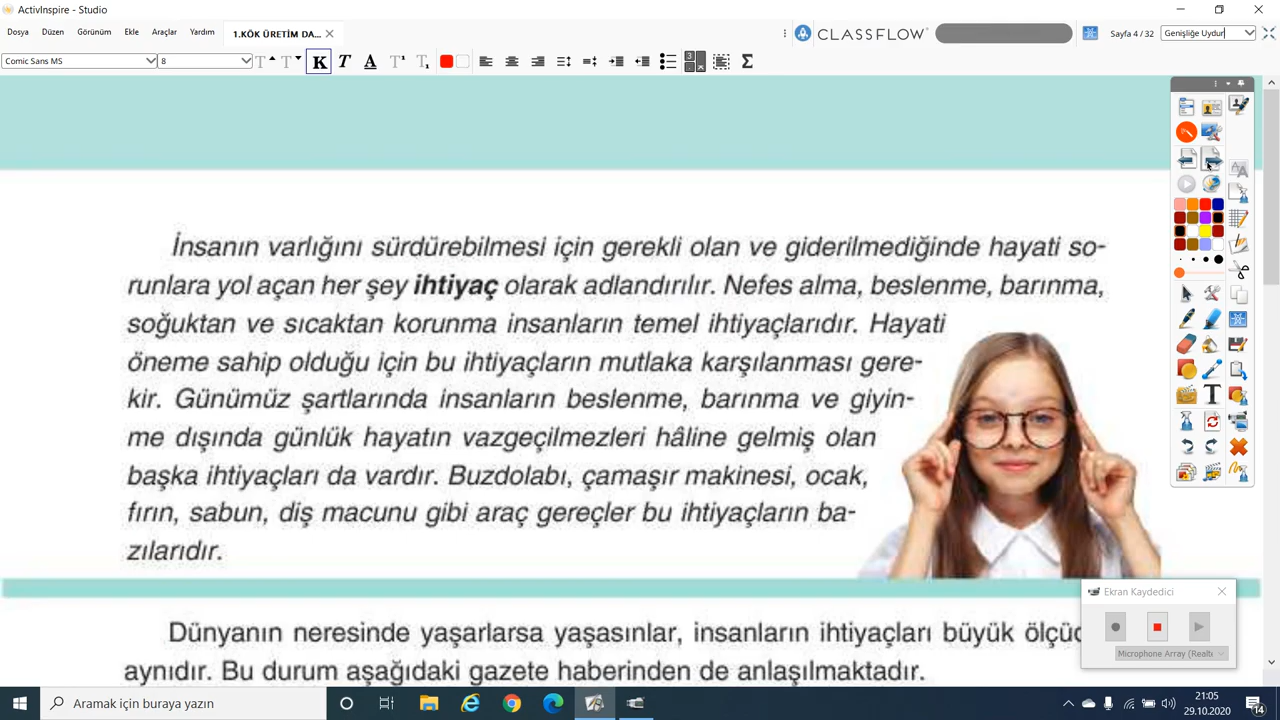 ActivInspire - Studio
Dosya Düzen Görünüm Ekle Araçlar Yardım
1.KÖK ÜRETİM DA...
CLASSFLOW
Sayfa 4 / 32
Genişliğe Uydur
Comic Sans MS
8
İnsanın varlığını sürdürebilmesi için gerekli olan ve giderilmediğinde hayati so-
runlara yol açan her şey ihtiyaç olarak adlandırılır. Nefes alma, beslenme, barınma,
soğuktan ve sıcaktan korunma insanların temel ihtiyaçlarıdır. Hayati
öneme sahip olduğu için bu ihtiyaçların mutlaka karşılanması gere-
kir. Günümüz şartlarında insanların beslenme, barınma ve giyin-
me dışında günlük hayatın vazgeçilmezleri hâline gelmiş olan
başka ihtiyaçları da vardır. Buzdolabı, çamaşır makinesi, ocak,
fırın, sabun, diş macunu gibi araç gereçler bu ihtiyaçların ba-
zılarıdır.
Dünyanın neresinde yaşarlarsa yaşasınlar, insanların ihtiyaçları büyük ölçüd
aynıdır. Bu durum aşağıdaki gazete haberinden de anlaşılmaktadır.
Ekran Kaydedici
Microphone Array (Realt
Aramak için buraya yazın
21:05
29.10.2020
14